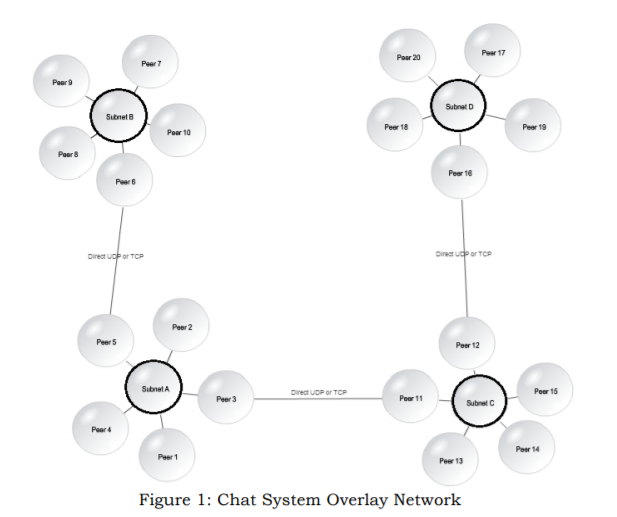 Peer 20
Peer 17
Peer 7
Peer 9
Subnet D
Subnet B
Peer 18
Peer 19
Peer 10
Peer 8
Peer 16
Peer 6
Direct UDP or TCP
Direct UDP or TCP
Peer 2
Peer 5
Peer 12
Subnet A
Peer 15
Direct UDP or TCP
Peer 3
Peer 11
Subnet C
Peer 4
Peer 14
Peer 1
Peer 13
Figure 1: Chat System Overlay Network